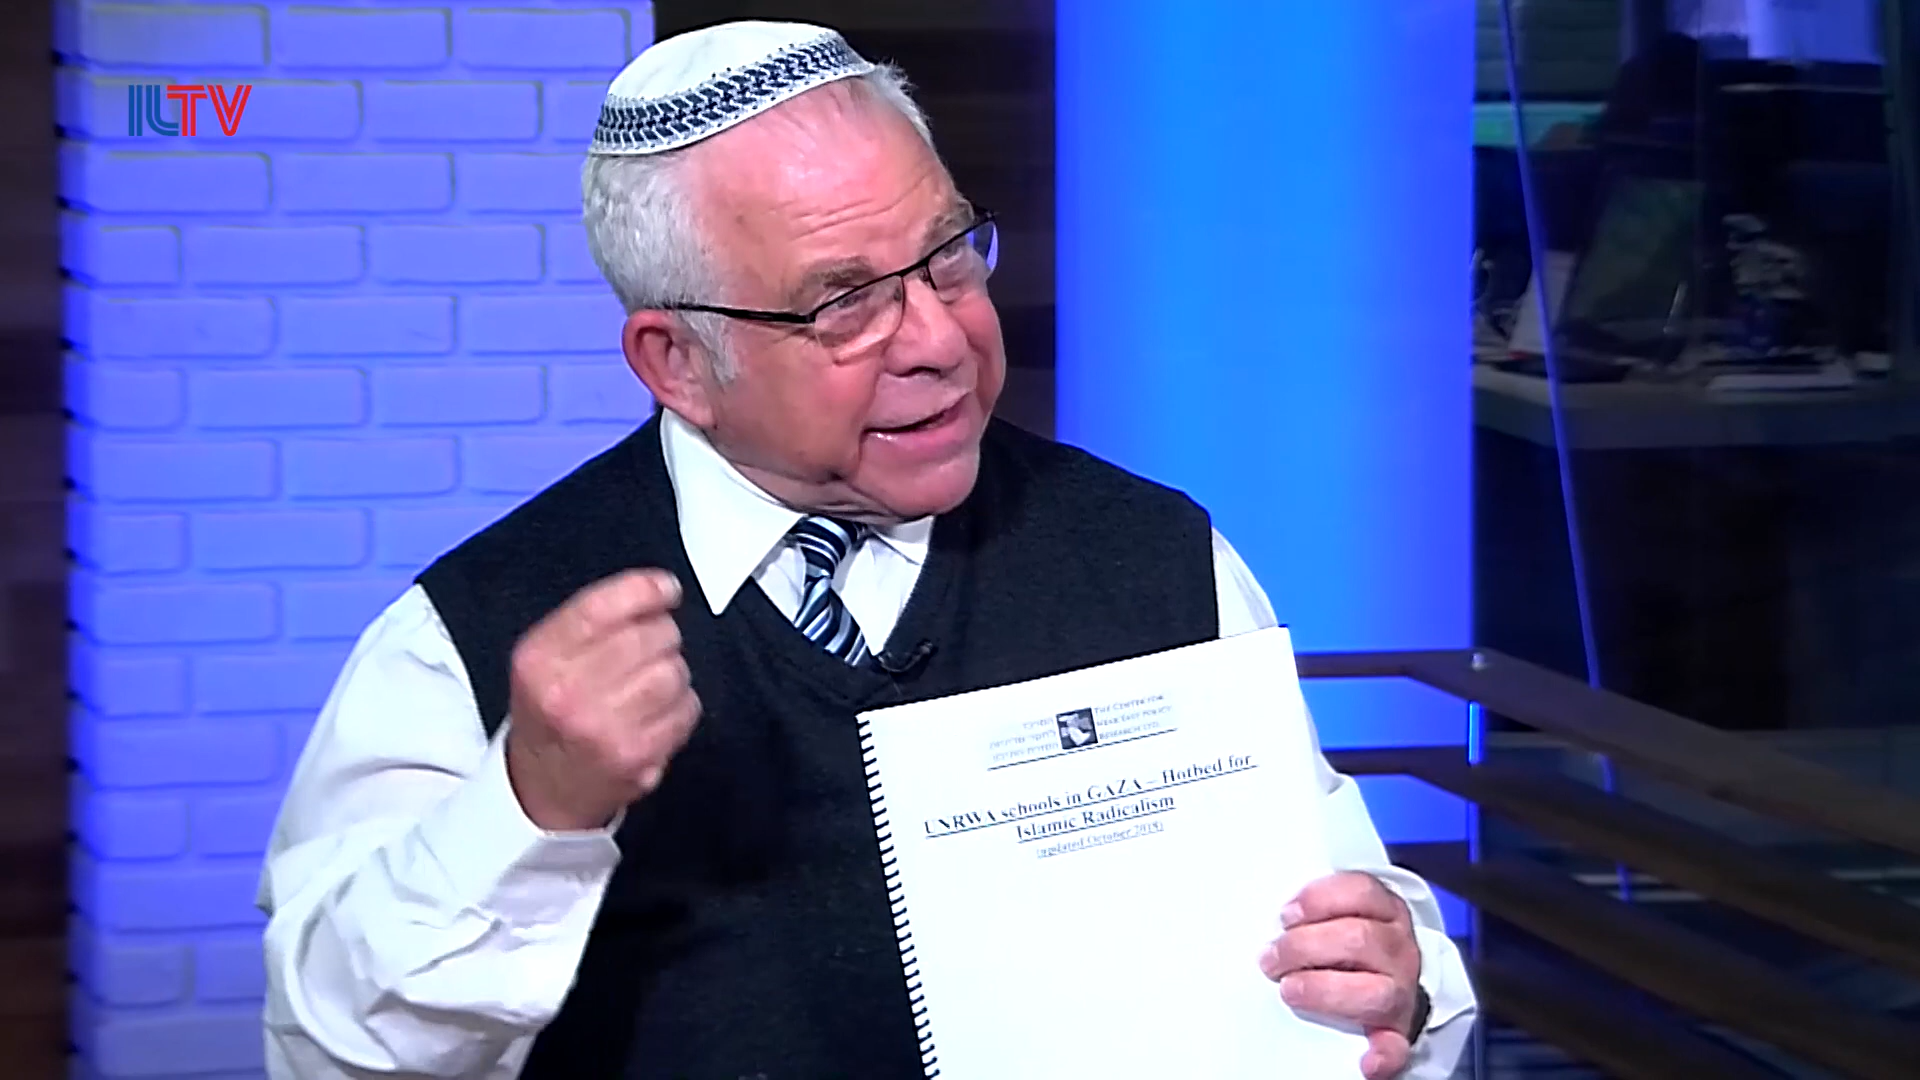 ILTV
THE CENTER FOR
NEAR EAST POLICY
RESEARCH LTD.
UNRWA schools in GAZA – Hotbed for
Islamic Radicalism
(updated October 2018)